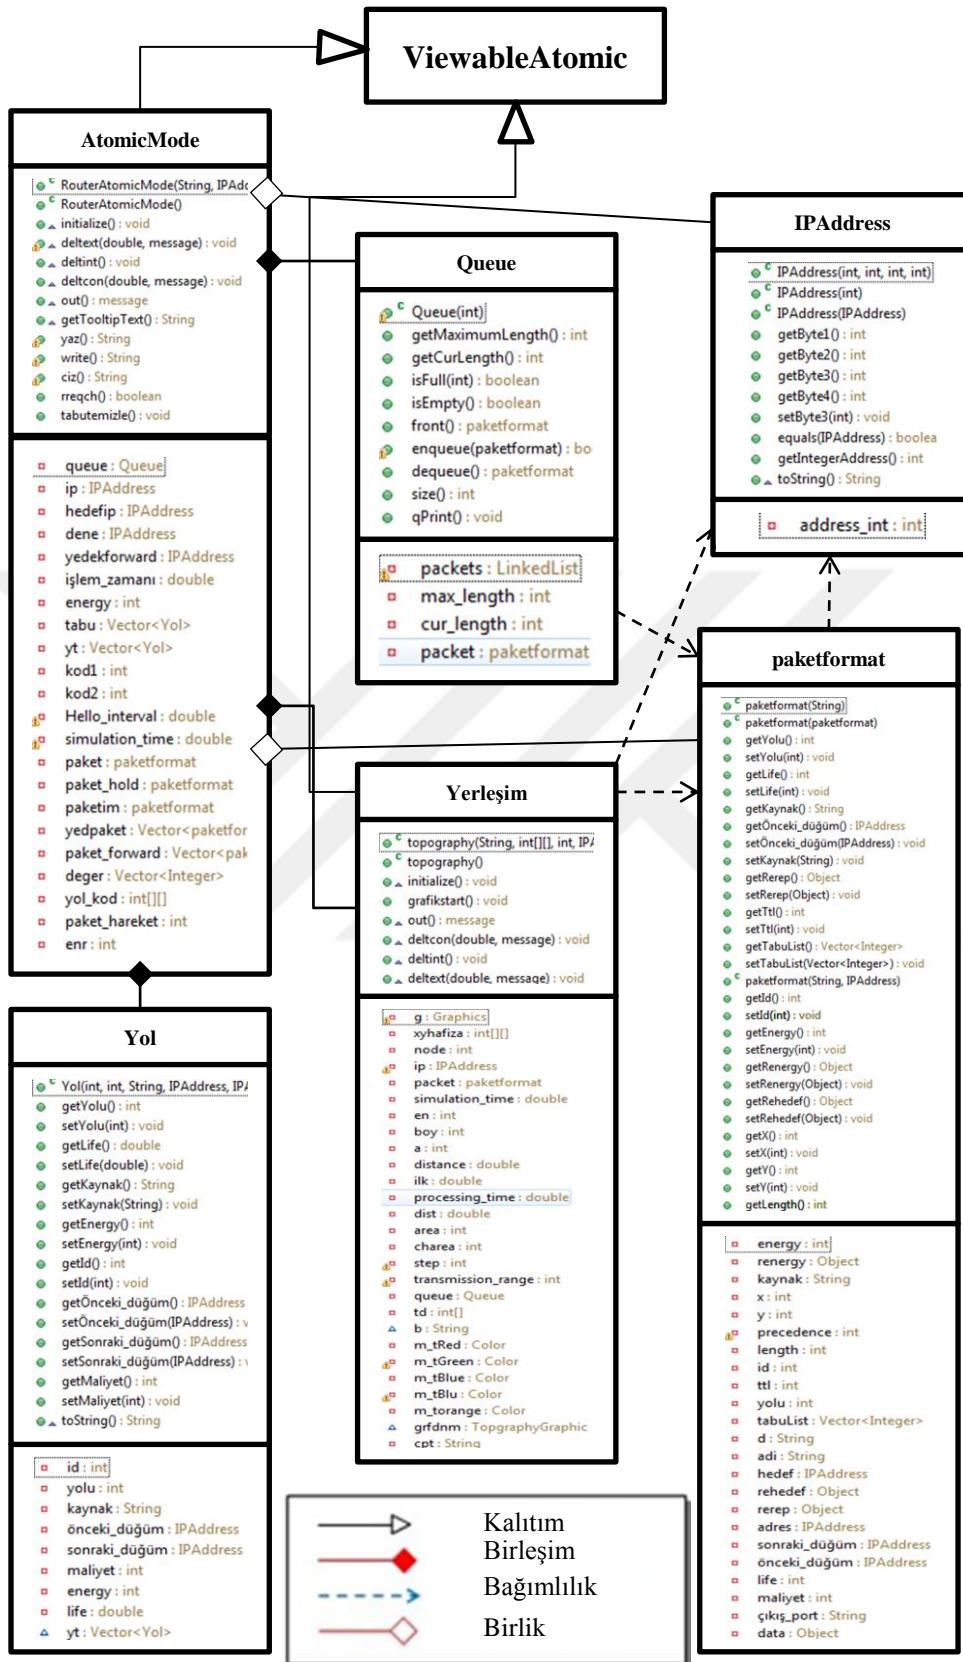 ViewableAtomic
AtomicMode
RouterAtomicMode(String, IPAdd
RouterAtomicMode()
initialize() : void
deltext(double, message) : void
deltint() : void
deltcon(double, message) : void
out() : message
getTooltipText() : String
yaz() : String
write() : String
ciz() : String
rreqch() : boolean
tabutemizle() : void
queue : Queue
ip : IPAddress
hedefip : IPAddress
dene : IPAddress
yedekforward : IPAddress
işlem_zamanı : double
energy : int
tabu : Vector<Yol>
yt : Vector<Yol>
kod1 : int
kod2 : int
Hello_interval : double
simulation_time : double
paket : paketformat
paket_hold : paketformat
paketim : paketformat
yedpaket : Vector<paketfor
paket_forward : Vector<pak
deger : Vector<Integer>
yol_kod : int[][]
paket_hareket : int
enr : int
Queue
Queue(int)
getMaximumLength() : int
getCurLength() : int
isFull(int) : boolean
isEmpty() : boolean
front() : paketformat
enqueue(paketformat) : bo
dequeue() : paketformat
size() : int
qPrint() : void
packets : LinkedList
max_length : int
cur_length : int
packet : paketformat
IPAddress
IPAddress(int, int, int, int)
IPAddress(int)
IPAddress(IPAddress)
getByte1() : int
getByte2() : int
getByte3() : int
getByte4() : int
setByte3(int) : void
equals(IPAddress) : boolea
getIntegerAddress() : int
toString() : String
address_int : int
Yerleşim
topography(String, int[][], int, IPA
topography()
initialize() : void
grafikstart() : void
out() : message
deltcon(double, message) : void
deltint() : void
deltext(double, message) : void
g : Graphics
xyhafiza : int[][]
node : int
ip : IPAddress
packet : paketformat
simulation_time : double
en : int
boy : int
a : int
distance : double
ilk : double
processing_time : double
dist : double
area : int
charea : int
step : int
transmission_range : int
queue : Queue
td : int[]
b : String
m_tRed : Color
m_tGreen : Color
m_tBlue : Color
m_tBlu : Color
m_torange : Color
grfdnm : TopgraphyGraphic
cpt : String
paketformat
paketformat(String)
paketformat(paketformat)
getYolu() : int
setYolu(int) : void
getLife() : int
setLife(int) : void
getKaynak() : String
getÖnceki_düğüm() : IPAddress
setÖnceki_düğüm(IPAddress) : void
setKaynak(String) : void
getRerep() : Object
setRerep(Object) : void
getTtl() : int
setTtl(int) : void
getTabuList() : Vector<Integer>
setTabuList(Vector<Integer>) : void
paketformat(String, IPAddress)
getId() : int
setId(int) : void
getEnergy() : int
setEnergy(int) : void
getRenergy() : Object
setRenergy(Object) : void
getRehedef() : Object
setRehedef(Object) : void
getX() : int
setX(int) : void
getY() : int
setY(int) : void
getLength() : int
energy : int
renergy : Object
kaynak : String
x : int
y : int
precedence : int
length : int
id : int
ttl : int
yolu : int
tabuList : Vector<Integer>
d : String
adi : String
hedef : IPAddress
rehedef : Object
rerep : Object
adres : IPAddress
sonraki_düğüm : IPAddress
önceki_düğüm : IPAddress
life : int
maliyet : int
çıkış_port : String
data : Object
Yol
Yol(int, int, String, IPAddress, IPA
getYolu() : int
setYolu(int) : void
getLife() : double
setLife(double) : void
getKaynak() : String
setKaynak(String) : void
getEnergy() : int
setEnergy(int) : void
getId() : int
setId(int) : void
getÖnceki_düğüm() : IPAddress
setÖnceki_düğüm(IPAddress) : v
getSonraki_düğüm() : IPAddress
setSonraki_düğüm(IPAddress) : v
getMaliyet() : int
setMaliyet(int) : void
toString() : String
id : int
yolu : int
kaynak : String
önceki_düğüm : IPAddress
sonraki_düğüm : IPAddress
maliyet : int
energy : int
life : double
yt : Vector<Yol>
Kalıtım
Birleşim
Bağımlılık
Birlik